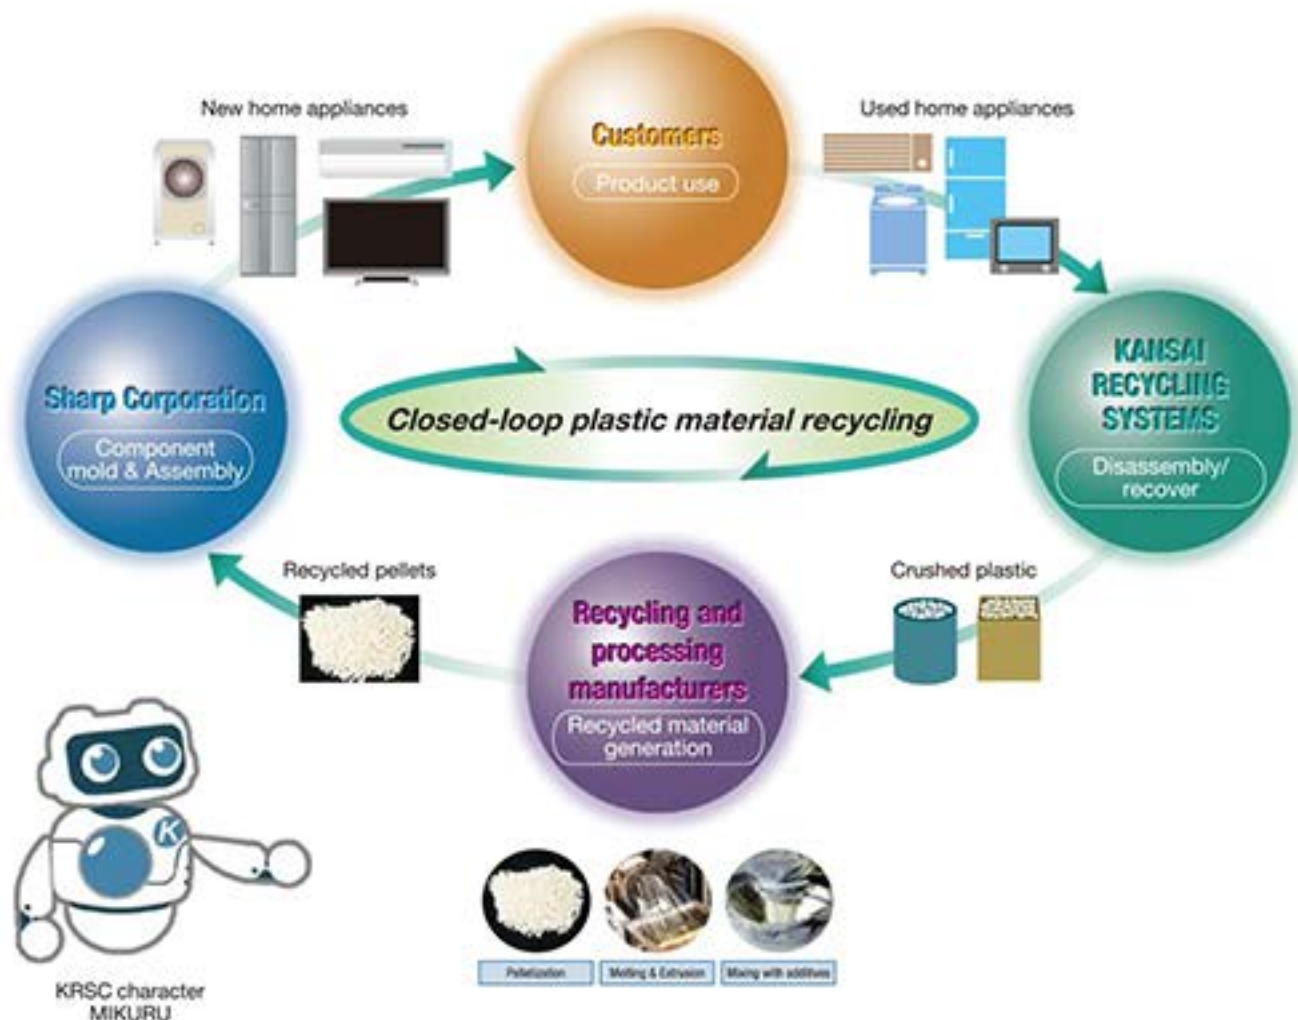 New home appliances
Customers
Product use
Used home appliances
Sharp Corporation
Component
mold & Assembly
Closed-loop plastic material recycling
KANSAI
RECYCLING
SYSTEMS
Disassembly/
recover
Recycled pellets
Crushed plastic
Recycling and
processing
manufacturers
Recycled material
generation
K
Pelletization
Melting & Extrusion
Mixing with additives
KRSC character
MIKURU